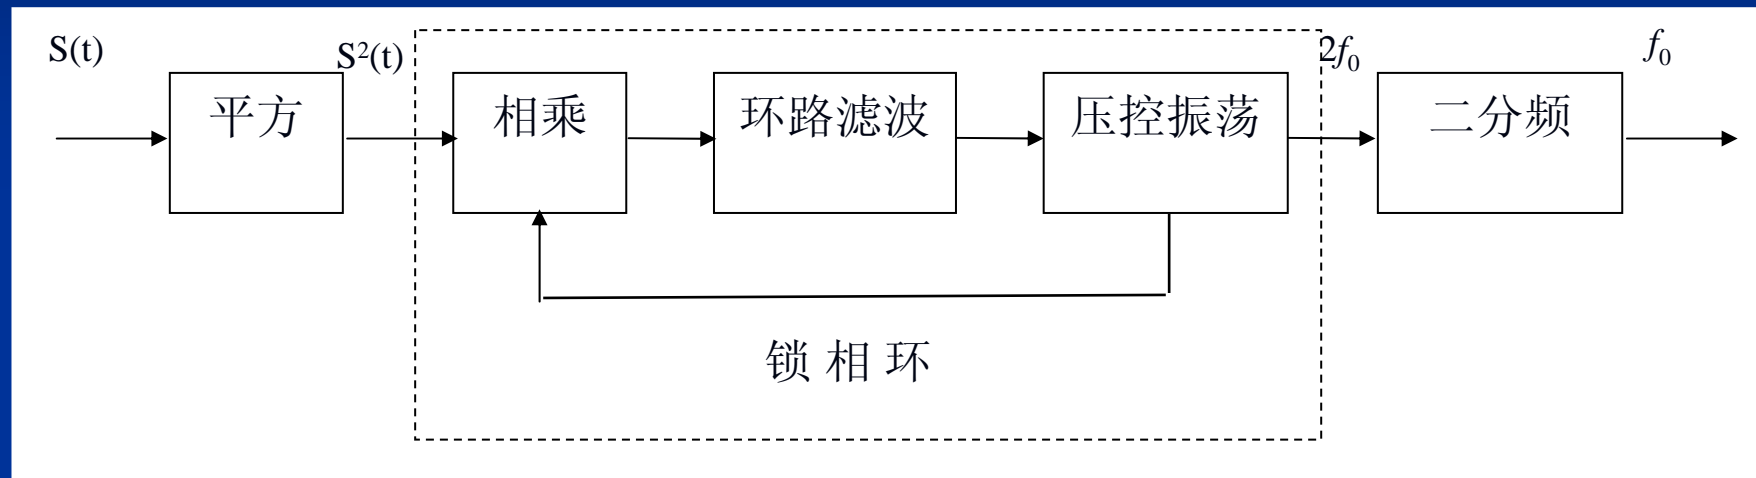 S(t)
S²(t)
2f₀
f₀
平方
相乘
环路滤波
压控振荡
二分频
锁 相 环